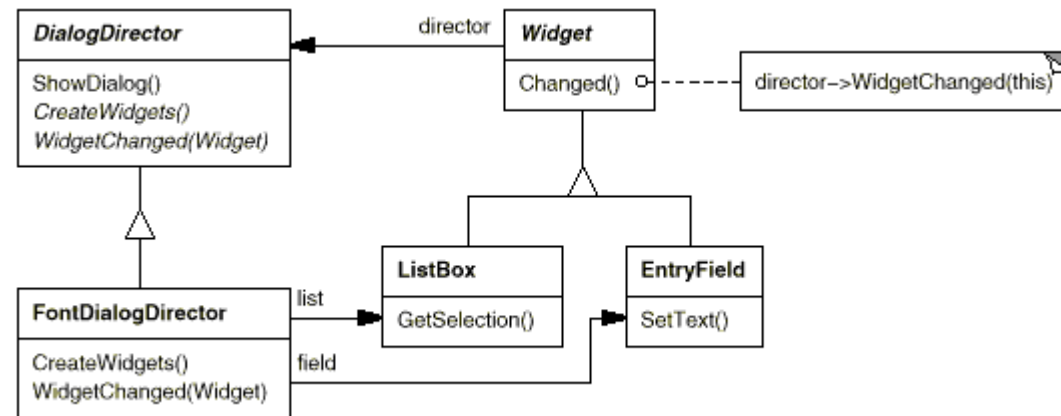 DialogDirector
ShowDialog()
CreateWidgets()
WidgetChanged(Widget)
director
Widget
Changed()
director->WidgetChanged(this)
ListBox
GetSelection()
EntryField
SetText()
FontDialogDirector
CreateWidgets()
WidgetChanged(Widget)
list
field